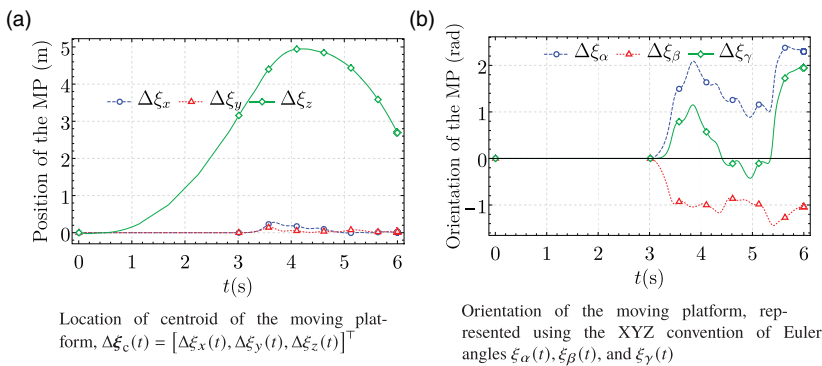 (a)
Position of the MP (m)
5
4
3
2
1
0
Δξx Δξy Δξz
0 1 2 3 4 5 6
t(s)
Location of centroid of the moving plat-
form, Δξc(t) = [Δξx(t), Δξy(t), Δξz(t)]⊤
(b)
Orientation of the MP (rad)
2
1
0
−1
Δξα Δξβ Δξγ
0 1 2 3 4 5 6
t(s)
Orientation of the moving platform, rep-
resented using the XYZ convention of Euler
angles ξα(t), ξβ(t), and ξγ(t)